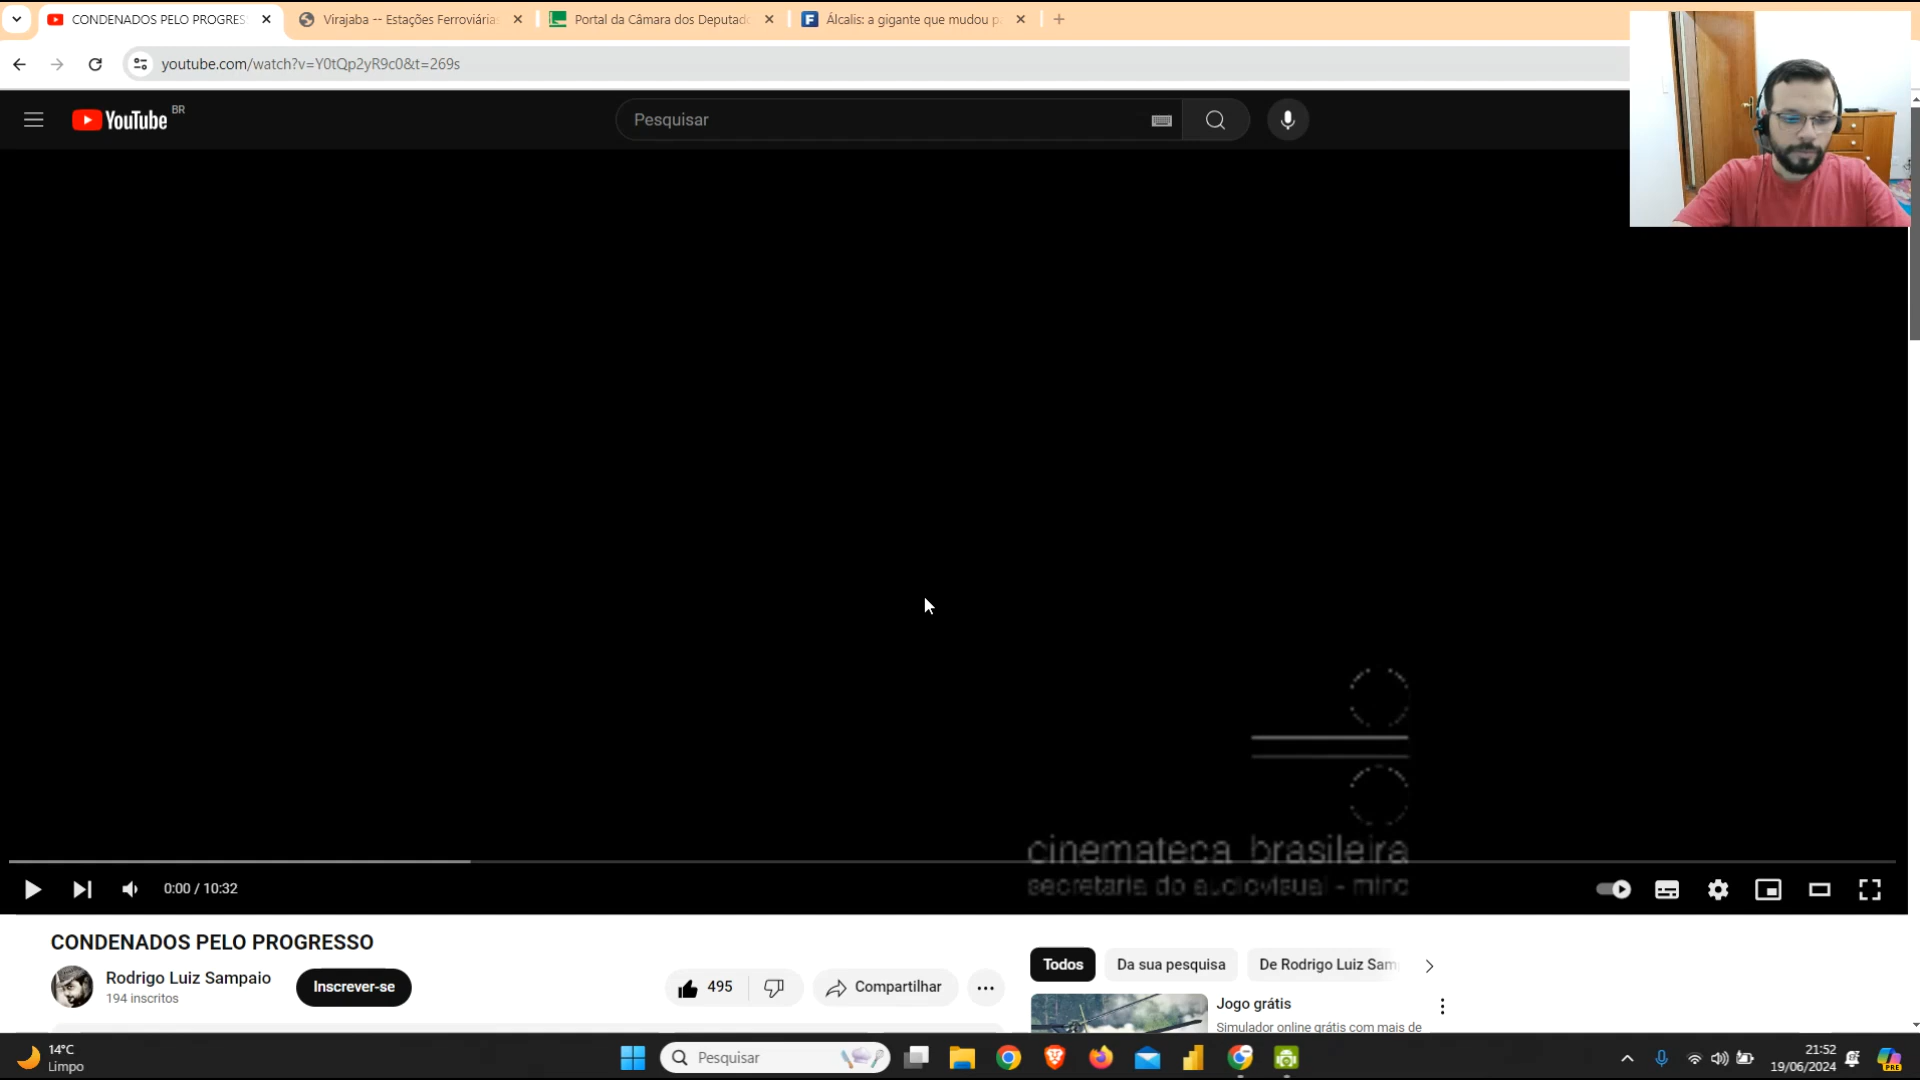 CONDENADOS PELO PROGRES
Virajaba -- Estações Ferroviária
Portal da Câmara dos Deputad
Álcalis: a gigante que mudou p
youtube.com/watch?v=Y0tQp2yR9c0&t=269s
YouTube BR
Pesquisar
cinemateca brasileira
secretaria do audiovisual - minc
0:00 / 10:32
CONDENADOS PELO PROGRESSO
Rodrigo Luiz Sampaio
194 inscritos
Inscrever-se
495
Compartilhar
Todos
Da sua pesquisa
De Rodrigo Luiz Sam
Jogo grátis
Simulador online grátis com mais de
14°C
Limpo
Pesquisar
21:52
19/06/2024
PRE